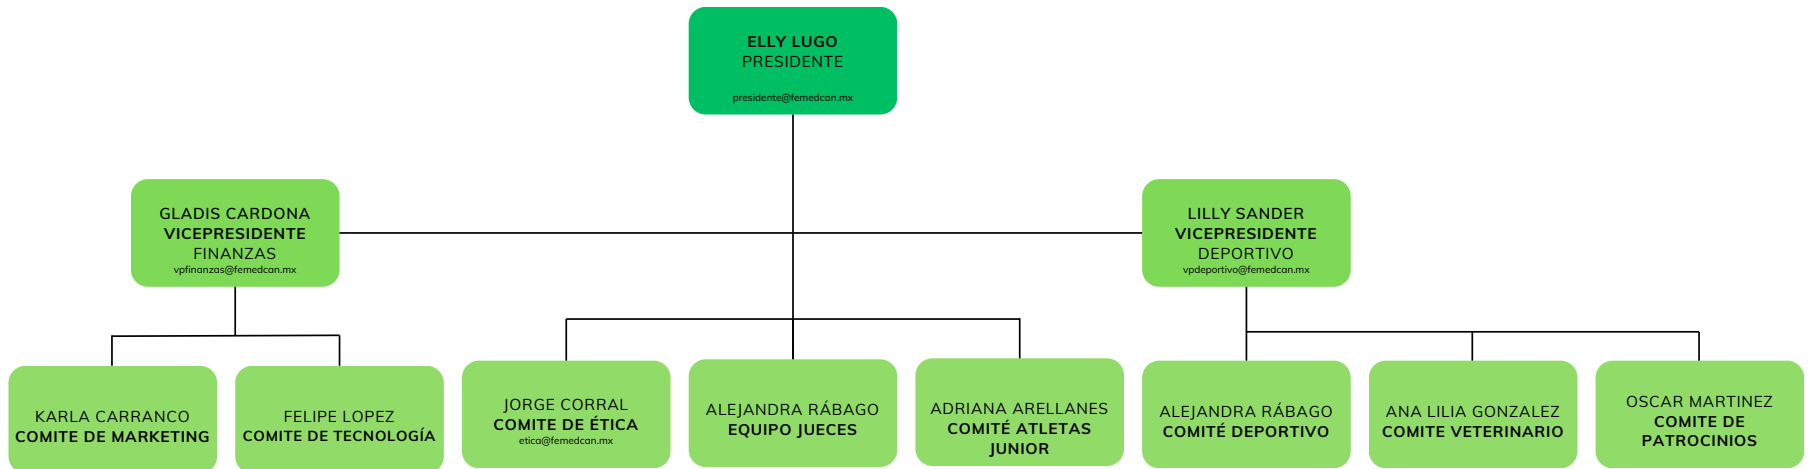 ELLY LUGO
PRESIDENTE
presidente@femedcan.mx
GLADIS CARDONA
VICEPRESIDENTE
FINANZAS
vpfinanzas@femedcan.mx
LILLY SANDER
VICEPRESIDENTE
DEPORTIVO
vpdeportivo@femedcan.mx
KARLA CARRANCO
COMITE DE MARKETING
FELIPE LOPEZ
COMITE DE TECNOLOGÍA
JORGE CORRAL
COMITE DE ÉTICA
etica@femedcan.mx
ALEJANDRA RÁBAGO
EQUIPO JUECES
ADRIANA ARELLANES
COMITÉ ATLETAS
JUNIOR
ALEJANDRA RÁBAGO
COMITÉ DEPORTIVO
ANA LILIA GONZALEZ
COMITE VETERINARIO
OSCAR MARTINEZ
COMITE DE
PATROCINIOS